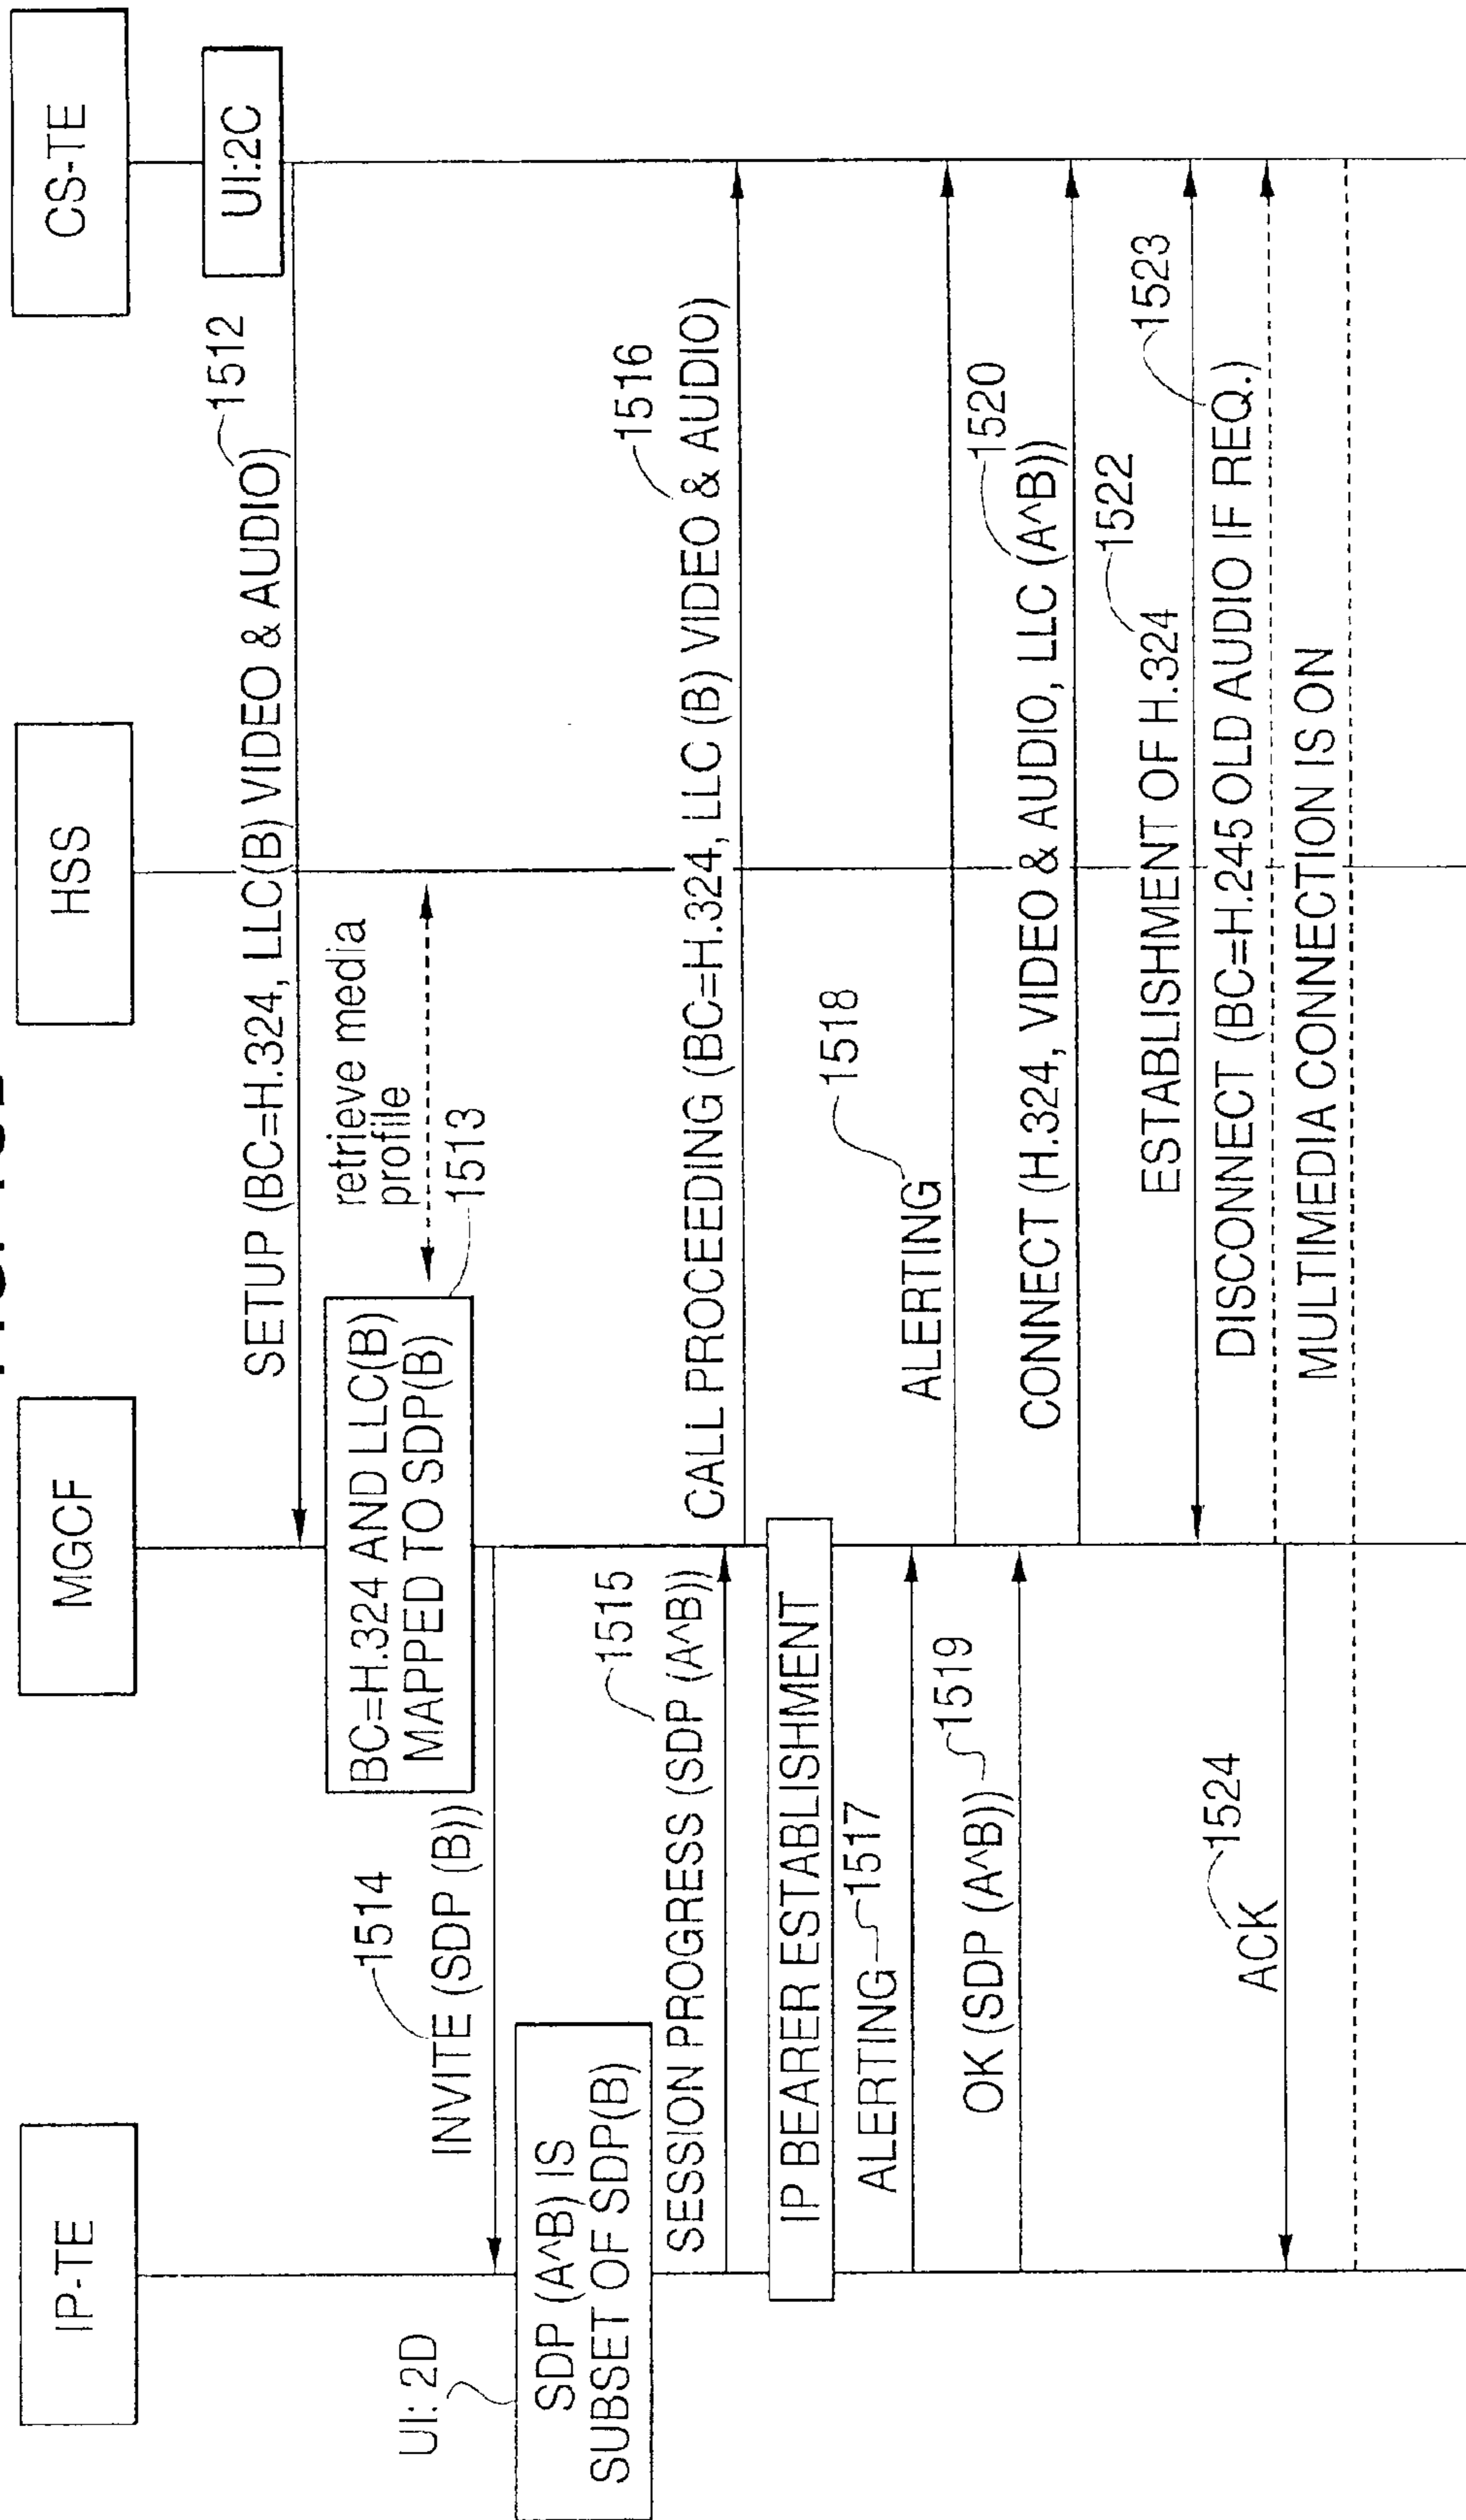 IP-TE
MGCF
HSS
CS-TE
UI:2C
SETUP (BC=H.324, LLC(B) VIDEO & AUDIO)
1512
retrieve media
profile
BC=H.324 AND LLC(B)
MAPPED TO SDP(B)
1513
1514
INVITE (SDP (B))
UI: 2D
SDP (A^B) IS
SUBSET OF SDP(B)
1515
SESSION PROGRESS (SDP (A^B))
1516
CALL PROCEEDING (BC=H.324, LLC (B) VIDEO & AUDIO)
IP BEARER ESTABLISHMENT
ALERTING
1517
1518
ALERTING
1519
OK (SDP (A^B))
1520
CONNECT (H.324, VIDEO & AUDIO, LLC (A^B))
1522
ESTABLISHMENT OF H.324
1523
DISCONNECT (BC=H.245 OLD AUDIO IF REQ.)
1524
ACK
MULTIMEDIA CONNECTION IS ON